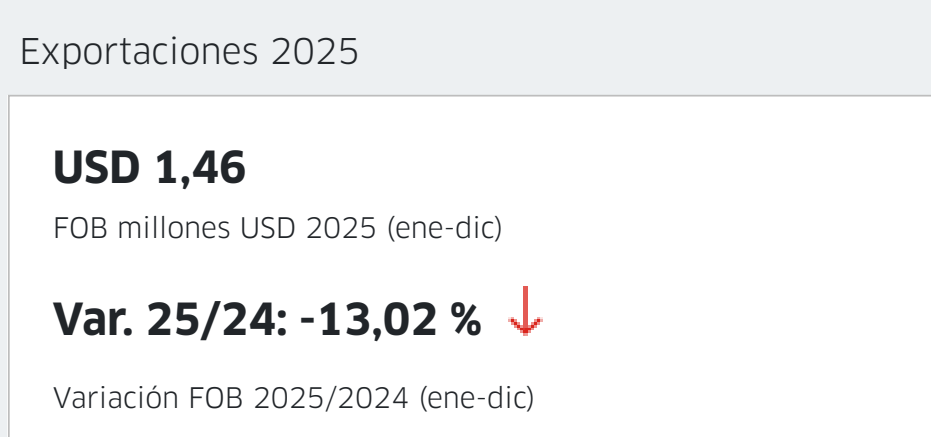 Exportaciones 2025
USD 1,46
FOB millones USD 2025 (ene-dic)
Var. 25/24: -13,02 %
Variación FOB 2025/2024 (ene-dic)